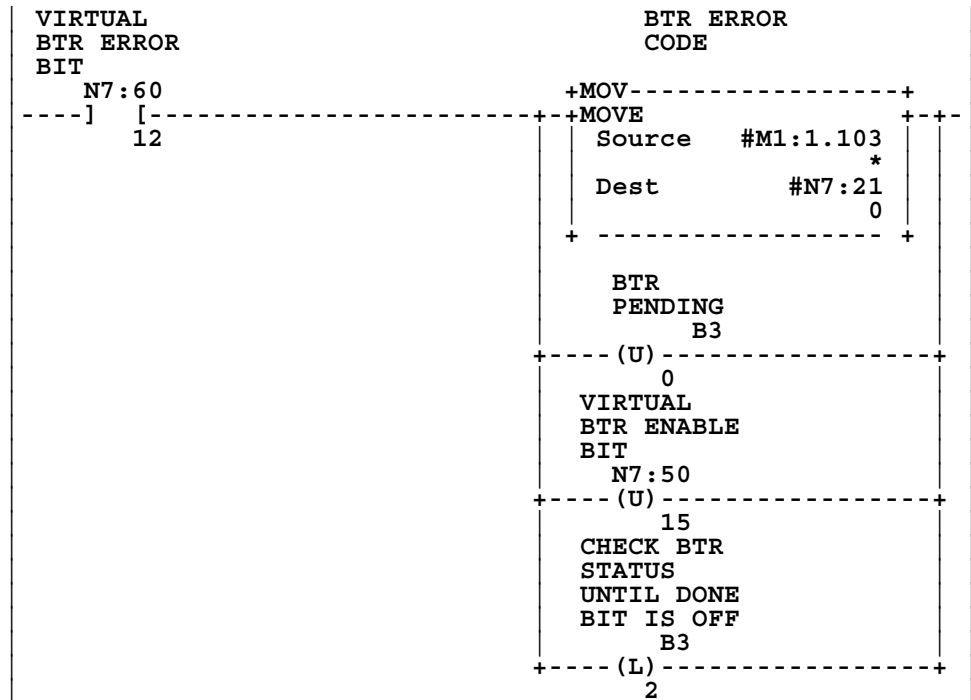 VIRTUAL BTR ERROR
BTR ERROR CODE
BIT
N7:60 +MOV-----------------+
----] [------------------------+-+MOVE +-+-
12 | | Source #M1:1.103 | |
| | * | |
| | Dest #N7:21 | |
| | 0 | |
| + ------------------ + |
BTR
PENDING
B3
+----(U)-----------------+
0
VIRTUAL
BTR ENABLE
BIT
N7:50
+----(U)-----------------+
15
CHECK BTR
STATUS
UNTIL DONE
BIT IS OFF
B3
+----(L)-----------------+
2